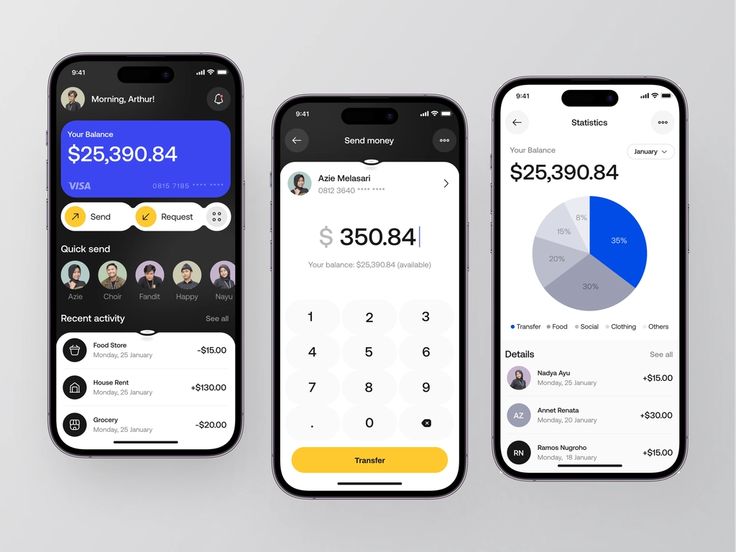 9:41
Morning, Arthur!
Your Balance
$25,390.84
VISA
0815 7185 **** ****
Send
Request
Quick send
Azie
Choir
Fandit
Happy
Nayu
Recent activity
See all
Food Store
Monday, 25 January
-$15.00
House Rent
Monday, 25 January
+$130.00
Grocery
Monday, 25 January
-$20.00
9:41
Send money
Azie Melasari
0812 3640 **** ****
$ 350.84
Your balance: $25,390.84 (available)
1 2 3
4 5 6
7 8 9
. 0
Transfer
9:41
Statistics
Your Balance
January
$25,390.84
8%
15%
35%
20%
30%
Transfer Food Social Clothing Others
Details
See all
Nadya Ayu
Monday, 25 January
+$15.00
AZ
Annet Renata
Monday, 20 January
+$30.00
RN
Ramos Nugroho
Monday, 18 January
+$15.00